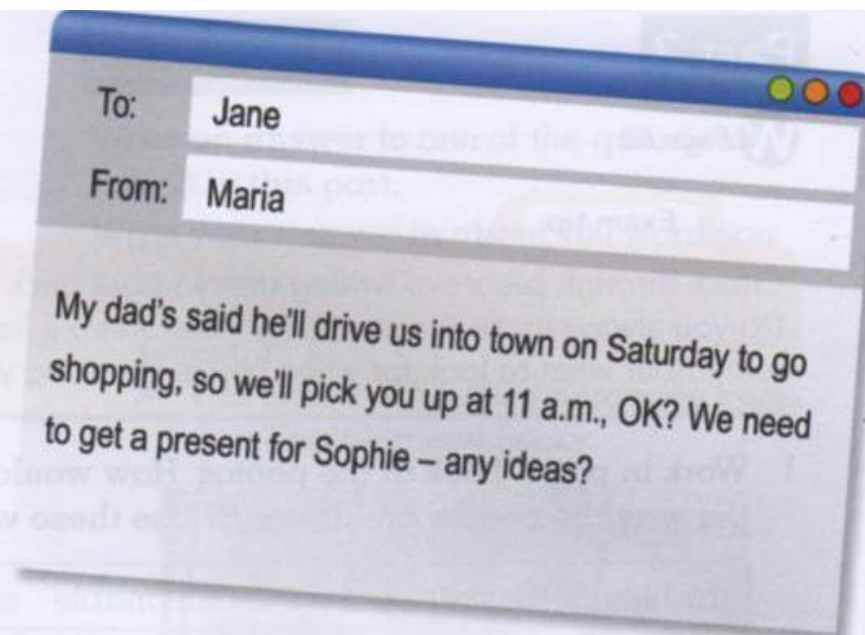 To: Jane
From: Maria
My dad's said he'll drive us into town on Saturday to go
shopping, so we'll pick you up at 11 a.m., OK? We need
to get a present for Sophie – any ideas?